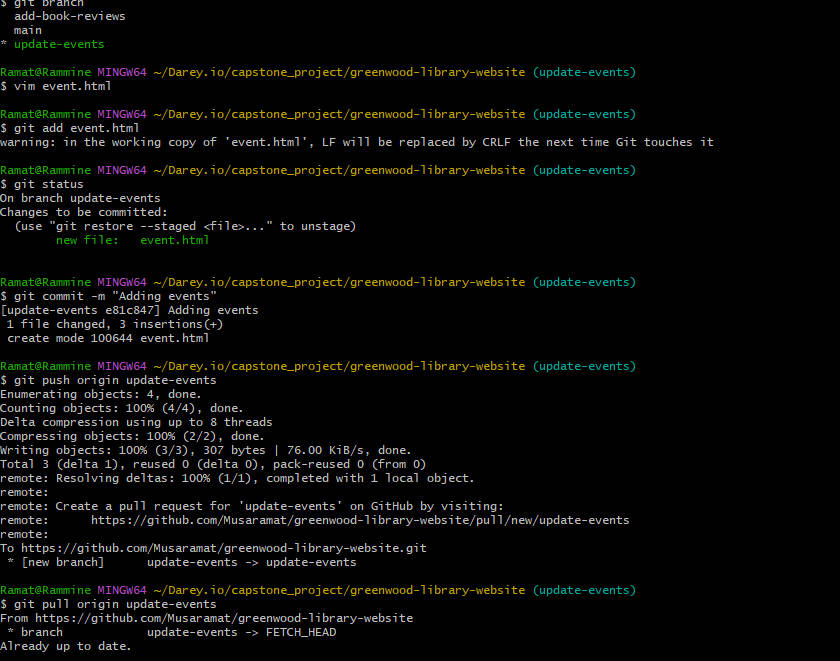 $ git branch
  add-book-reviews
  main
* update-events

Ramat@Rammine MINGW64 ~/Darey.io/capstone_project/greenwood-library-website (update-events)
$ vim event.html

Ramat@Rammine MINGW64 ~/Darey.io/capstone_project/greenwood-library-website (update-events)
$ git add event.html
warning: in the working copy of 'event.html', LF will be replaced by CRLF the next time Git touches it

Ramat@Rammine MINGW64 ~/Darey.io/capstone_project/greenwood-library-website (update-events)
$ git status
On branch update-events
Changes to be committed:
  (use "git restore --staged <file>..." to unstage)
        new file:   event.html


Ramat@Rammine MINGW64 ~/Darey.io/capstone_project/greenwood-library-website (update-events)
$ git commit -m "Adding events"
[update-events e81c847] Adding events
 1 file changed, 3 insertions(+)
 create mode 100644 event.html

Ramat@Rammine MINGW64 ~/Darey.io/capstone_project/greenwood-library-website (update-events)
$ git push origin update-events
Enumerating objects: 4, done.
Counting objects: 100% (4/4), done.
Delta compression using up to 8 threads
Compressing objects: 100% (2/2), done.
Writing objects: 100% (3/3), 307 bytes | 76.00 KiB/s, done.
Total 3 (delta 1), reused 0 (delta 0), pack-reused 0 (from 0)
remote: Resolving deltas: 100% (1/1), completed with 1 local object.
remote:
remote: Create a pull request for 'update-events' on GitHub by visiting:
remote:      https://github.com/Musaramat/greenwood-library-website/pull/new/update-events
remote:
To https://github.com/Musaramat/greenwood-library-website.git
 * [new branch]      update-events -> update-events

Ramat@Rammine MINGW64 ~/Darey.io/capstone_project/greenwood-library-website (update-events)
$ git pull origin update-events
From https://github.com/Musaramat/greenwood-library-website
 * branch            update-events -> FETCH_HEAD
Already up to date.